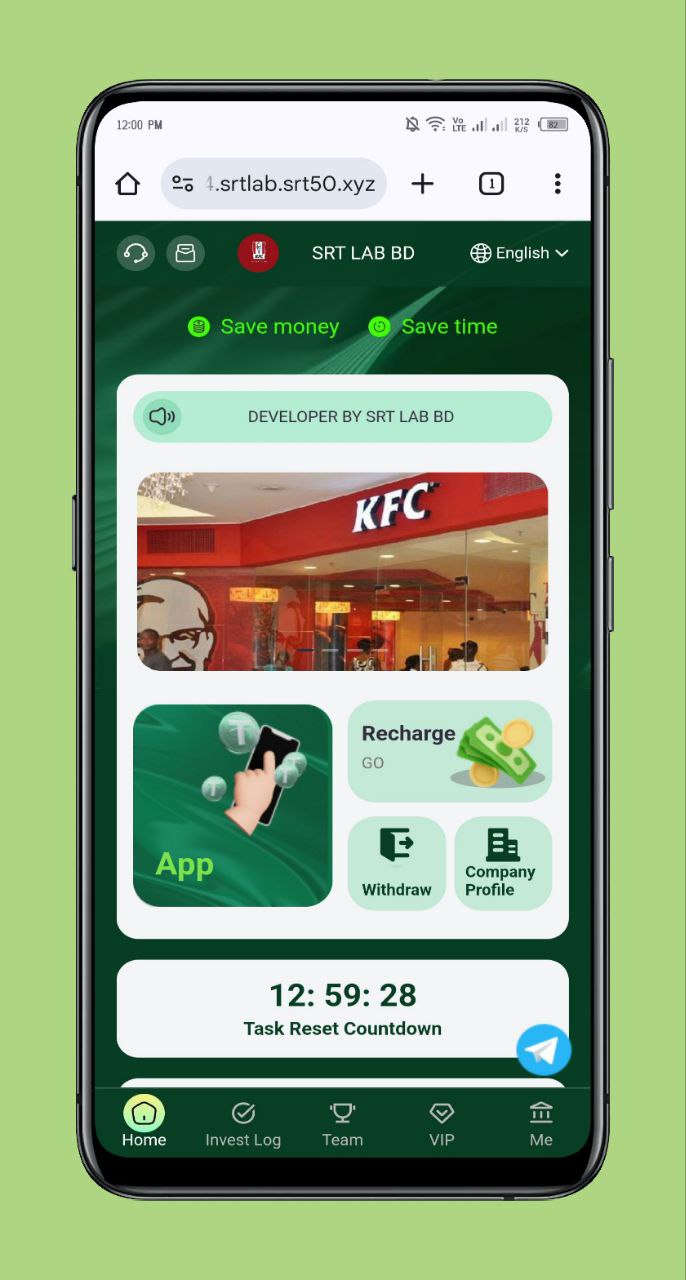 12:00 PM
Vo LTE 212 K/S 82
4.srtlab.srt50.xyz
1
SRT LAB BD
English
Save money Save time
DEVELOPER BY SRT LAB BD
KFC
Recharge
GO
App
Withdraw
Company
Profile
12: 59: 28
Task Reset Countdown
Home Invest Log Team VIP Me